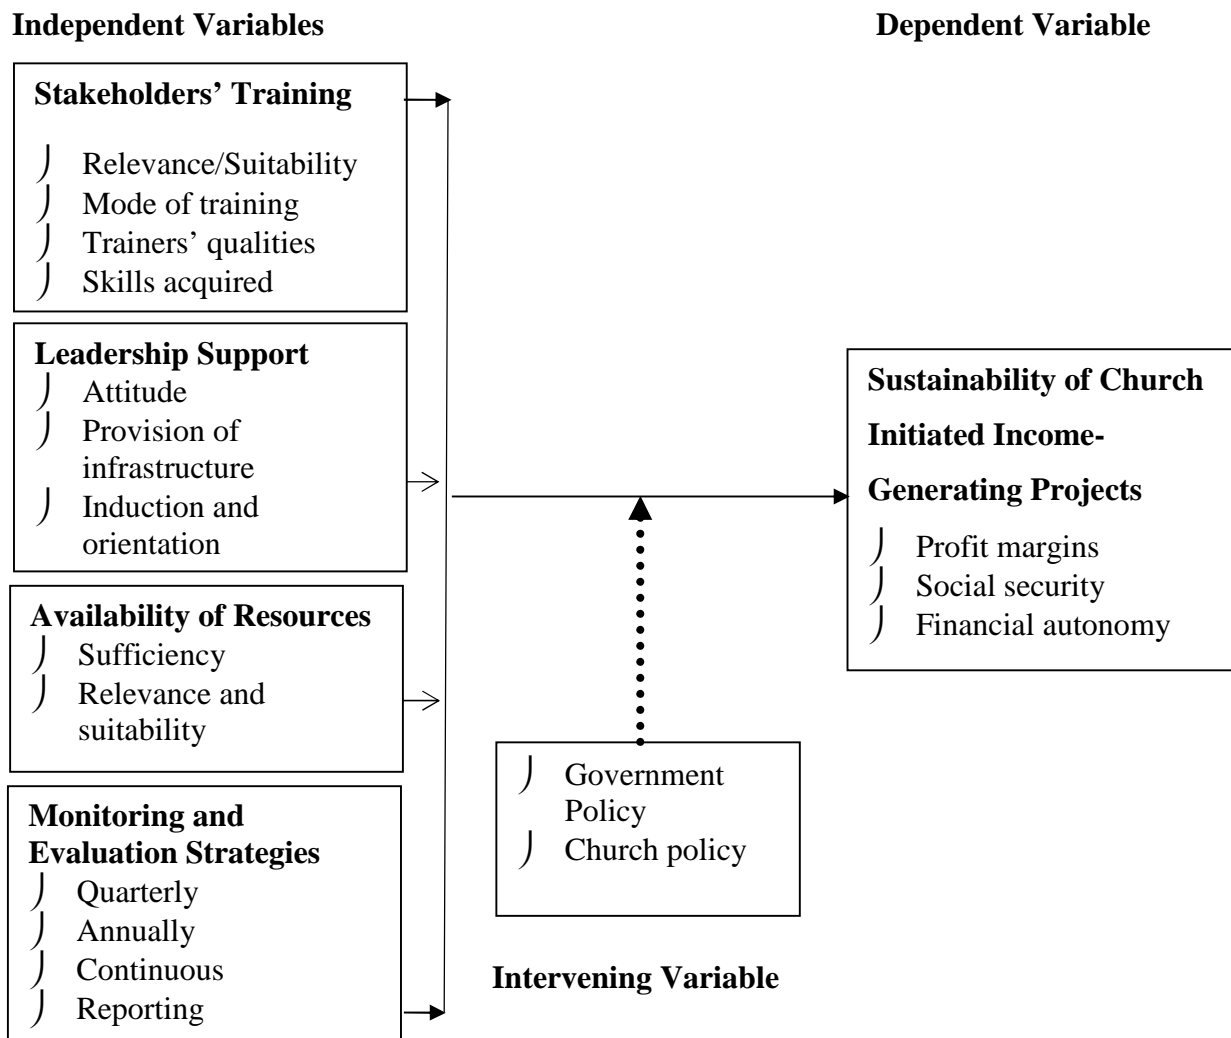 Independent Variables
Dependent Variable
Stakeholders’ Training
Relevance/Suitability
Mode of training
Trainers’ qualities
Skills acquired
Leadership Support
Attitude
Provision of
infrastructure
Induction and
orientation
Availability of Resources
Sufficiency
Relevance and
suitability
Monitoring and
Evaluation Strategies
Quarterly
Annually
Continuous
Reporting
Government
Policy
Church policy
Intervening Variable
Sustainability of Church
Initiated Income-
Generating Projects
Profit margins
Social security
Financial autonomy